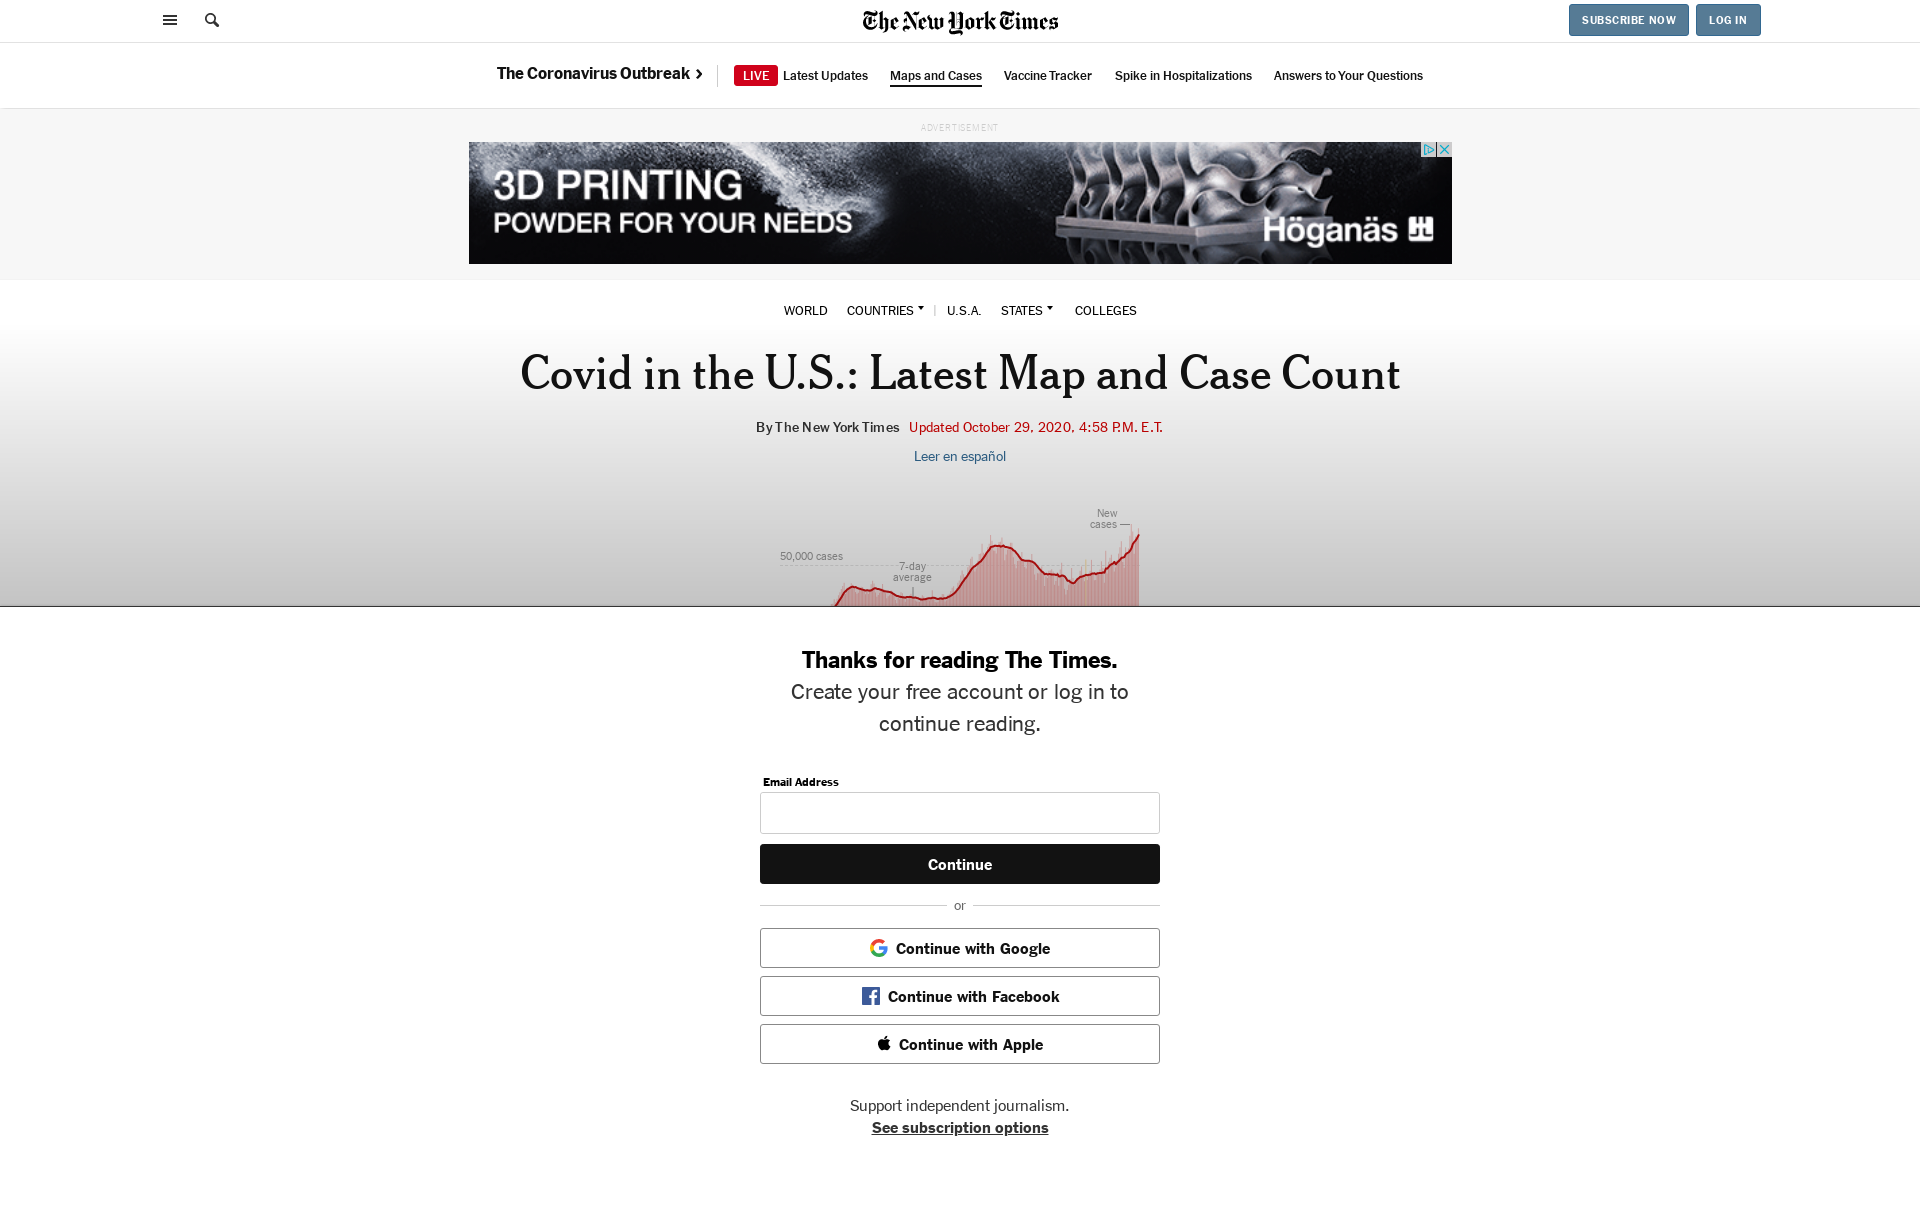 The New York Times
SUBSCRIBE NOW
LOG IN
The Coronavirus Outbreak
LIVE Latest Updates
Maps and Cases
Vaccine Tracker
Spike in Hospitalizations
Answers to Your Questions
ADVERTISEMENT
3D PRINTING
POWDER FOR YOUR NEEDS
Höganäs
WORLD
COUNTRIES
U.S.A.
STATES
COLLEGES
Covid in the U.S.: Latest Map and Case Count
By The New York Times Updated October 29, 2020, 4:58 P.M. E.T.
Leer en español
New
cases
50,000 cases
7-day
average
Thanks for reading The Times.
Create your free account or log in to
continue reading.
Email Address
Continue
or
Continue with Google
Continue with Facebook
Continue with Apple
Support independent journalism.
See subscription options